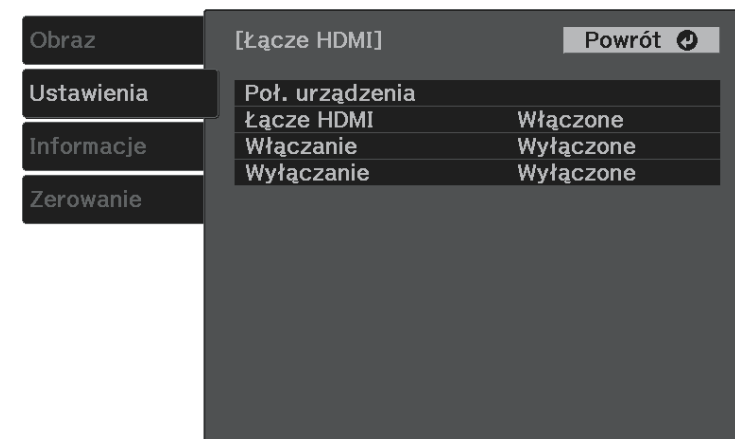 Obraz
Ustawienia
Informacje
Zerowanie
[Łącze HDMI]
Powrót
Poł. urządzenia
Łącze HDMI Włączone
Włączanie Wyłączone
Wyłączanie Wyłączone